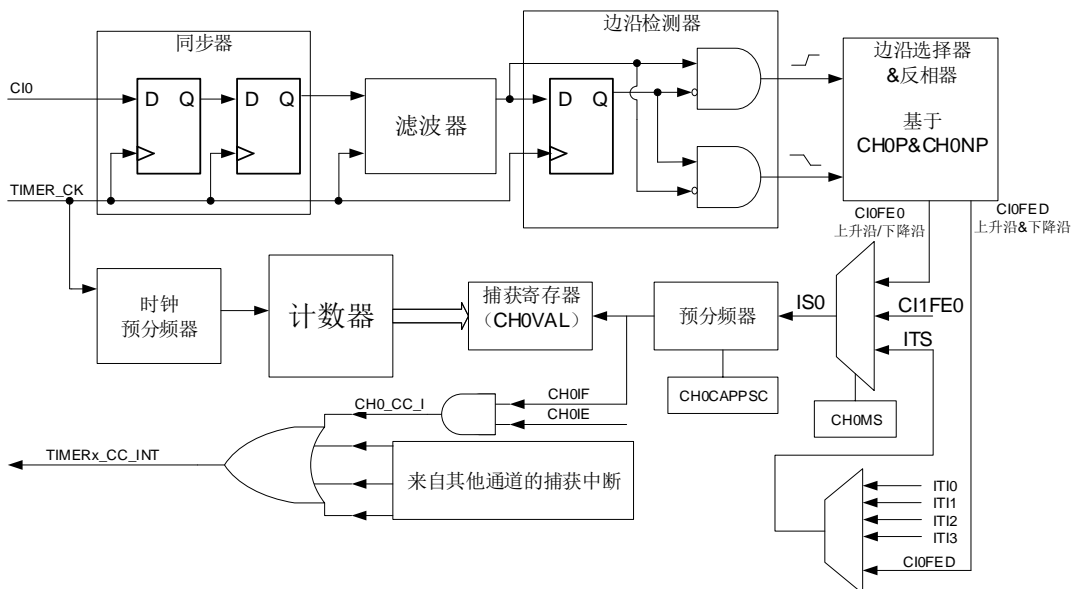 同步器
边沿检测器
CI0
D Q
D Q
滤波器
D Q
边沿选择器
&反相器
基于
CH0P&CH0NP
TIMER_CK
CI0FE0
上升沿/下降沿
CI0FED
上升沿&下降沿
时钟
预分频器
计数器
捕获寄存器
（CH0VAL）
预分频器
IS0
CI1FE0
ITS
CH0CAPPSC
CH0MS
CH0_CC_I
CH0IF
CH0IE
TIMERx_CC_INT
来自其他通道的捕获中断
ITI0
ITI1
ITI2
ITI3
CI0FED